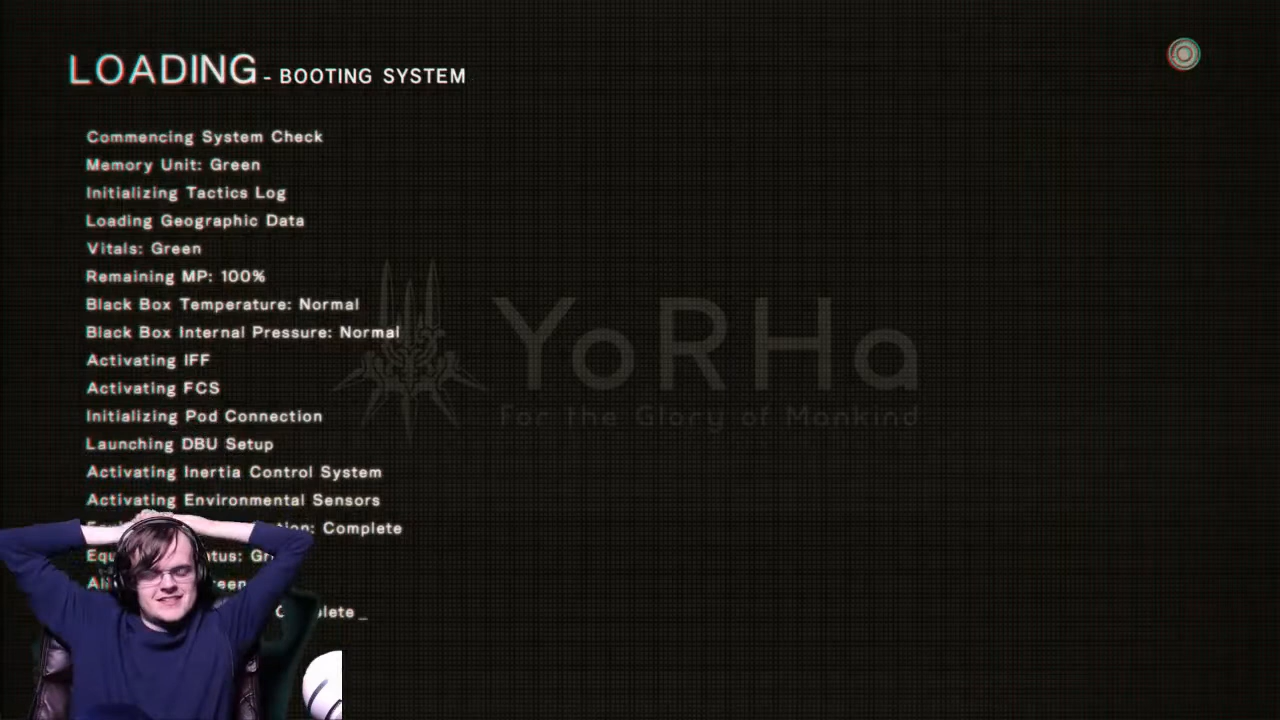 LOADING - BOOTING SYSTEM
Commencing System Check
Memory Unit: Green
Initializing Tactics Log
Loading Geographic Data
Vitals: Green
Remaining MP: 100%
Black Box Temperature: Normal
Black Box Internal Pressure: Normal
Activating IFF
Activating FCS
Initializing Pod Connection
Launching DBU Setup
Activating Inertia Control System
Activating Environmental Sensors
Complete
YoRHa
For the Glory of Mankind